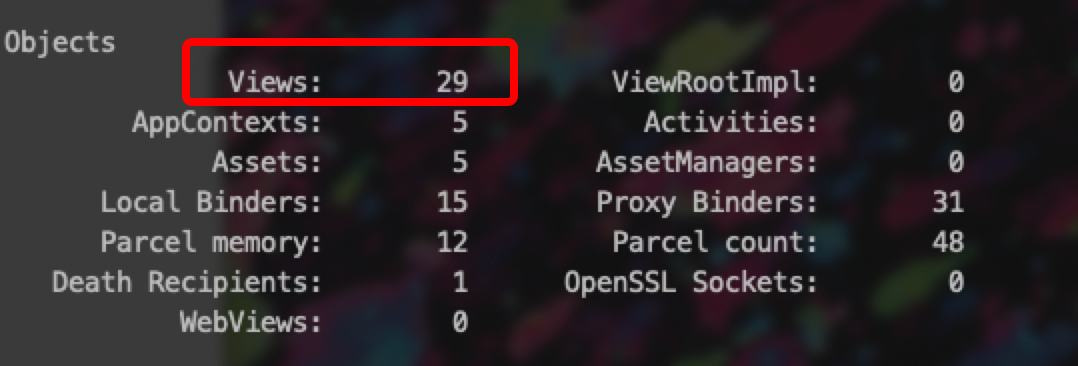 Objects
Views: 29 ViewRootImpl: 0
AppContexts: 5 Activities: 0
Assets: 5 AssetManagers: 0
Local Binders: 15 Proxy Binders: 31
Parcel memory: 12 Parcel count: 48
Death Recipients: 1 OpenSSL Sockets: 0
WebViews: 0